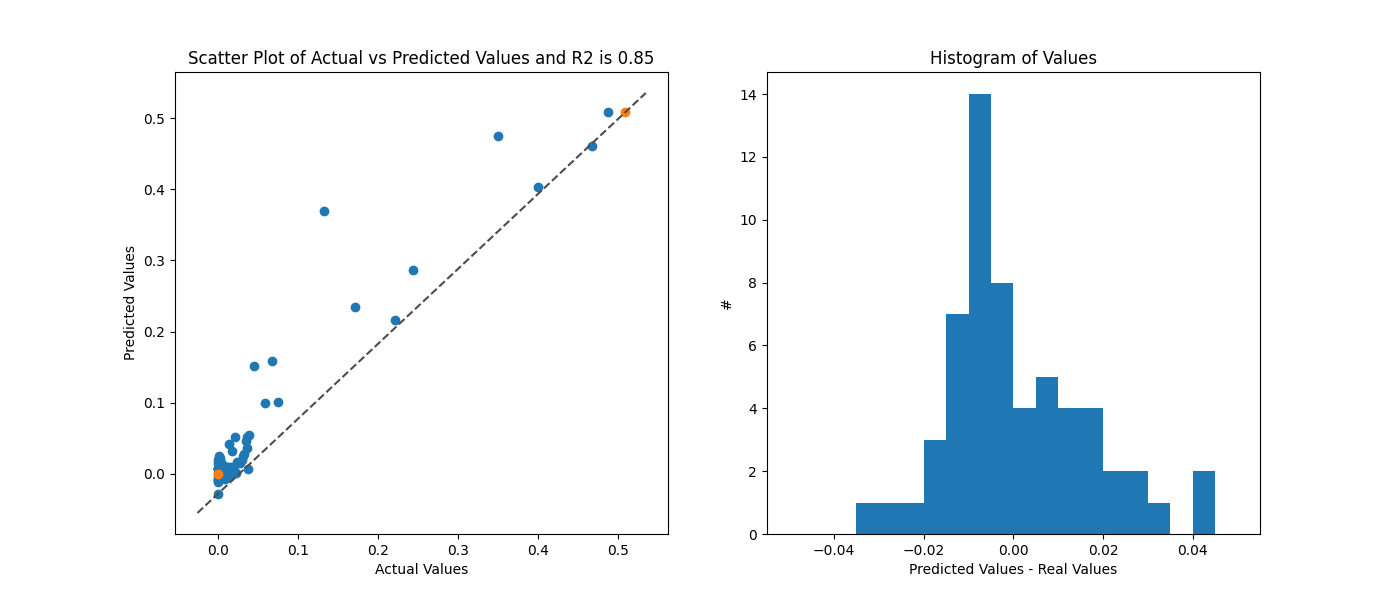 Scatter Plot of Actual vs Predicted Values and R2 is 0.85
Predicted Values
0.5
0.4
0.3
0.2
0.1
0.0
0.0 0.1 0.2 0.3 0.4 0.5
Actual Values
Histogram of Values
#
14
12
10
8
6
4
2
0
−0.04 −0.02 0.00 0.02 0.04
Predicted Values - Real Values